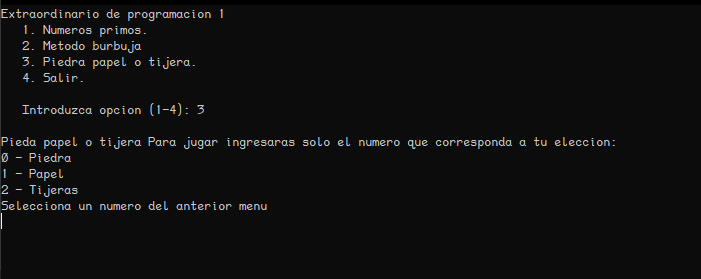 Extraordinario de programacion 1
1. Numeros primos.
2. Metodo burbuja
3. Piedra papel o tijera.
4. Salir.
Introduzca opcion (1-4): 3
Pieda papel o tijera Para jugar ingresaras solo el numero que corresponda a tu eleccion:
0 - Piedra
1 - Papel
2 - Tijeras
Selecciona un numero del anterior menu